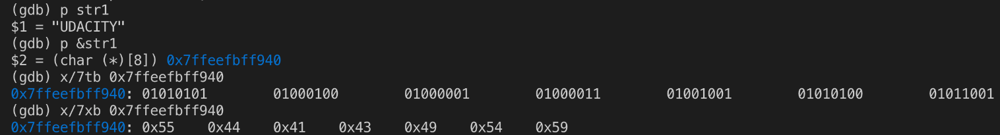 (gdb) p str1
$1 = "UDACITY"
(gdb) p &str1
$2 = (char (*)[8]) 0x7ffeefbff940
(gdb) x/7tb 0x7ffeefbff940
0x7ffeefbff940: 01010101 01000100 01000001 01000011 01001001 01010100 01011001
(gdb) x/7xb 0x7ffeefbff940
0x7ffeefbff940: 0x55 0x44 0x41 0x43 0x49 0x54 0x59